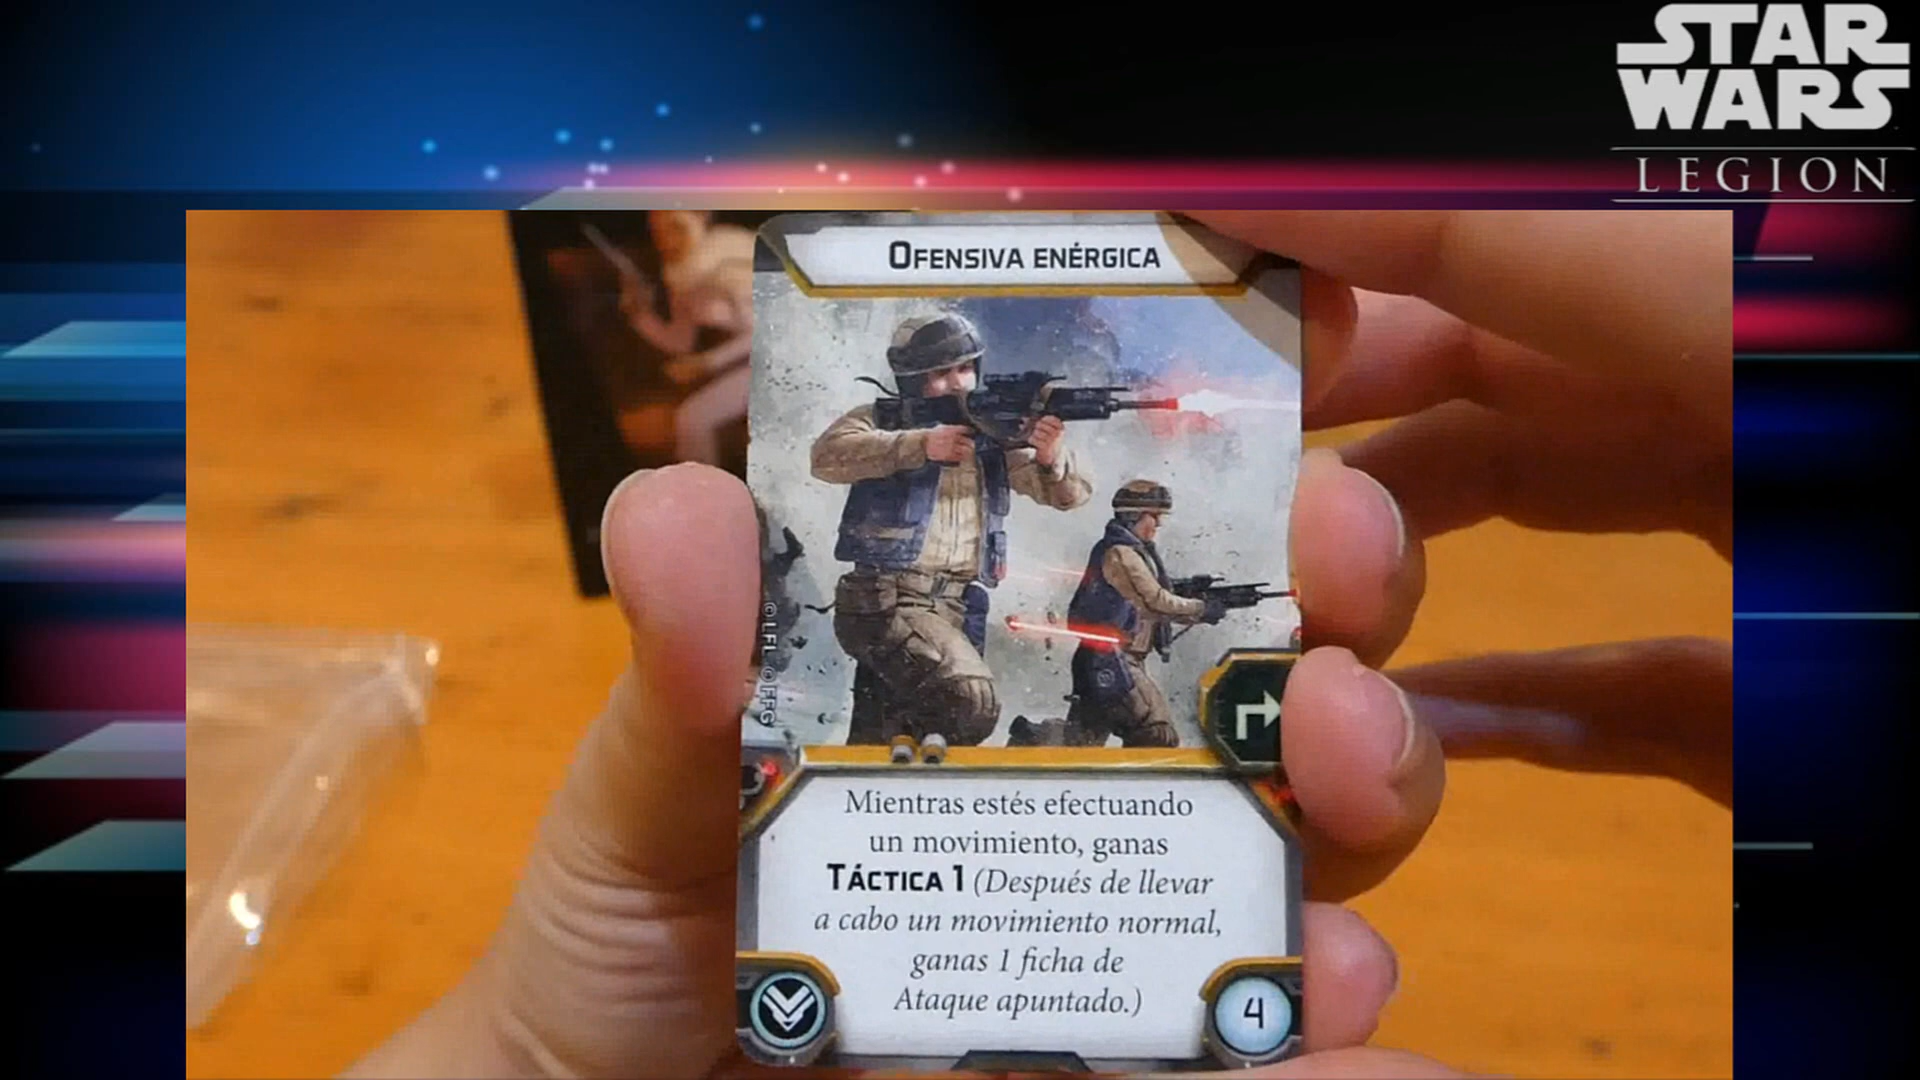 STAR
WARS
LEGION
OFENSIVA ENÉRGICA
©LFL ©FFG
Mientras estés efectuando
un movimiento, ganas
TÁCTICA 1 (Después de llevar
a cabo un movimiento normal,
ganas 1 ficha de
Ataque apuntado.)
4